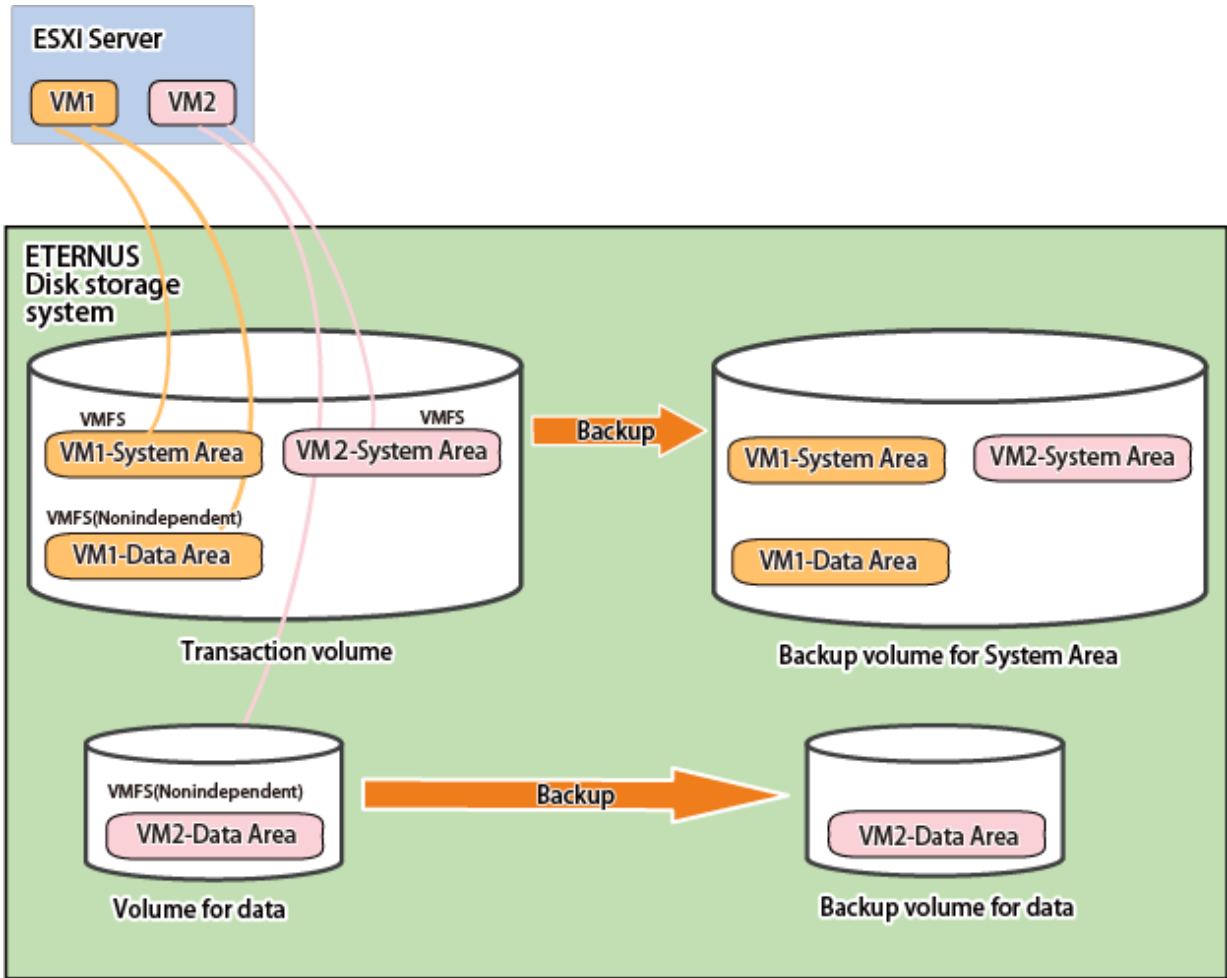 ESXI Server
VM1
VM2
ETERNUS
Disk storage
system
VMFS
VMFS
VM1-System Area
VM2-System Area
VMFS(Nonindependent)
VM1-Data Area
Transaction volume
Backup
VM1-System Area
VM2-System Area
VM1-Data Area
Backup volume for System Area
VMFS(Nonindependent)
VM2-Data Area
Volume for data
Backup
VM2-Data Area
Backup volume for data